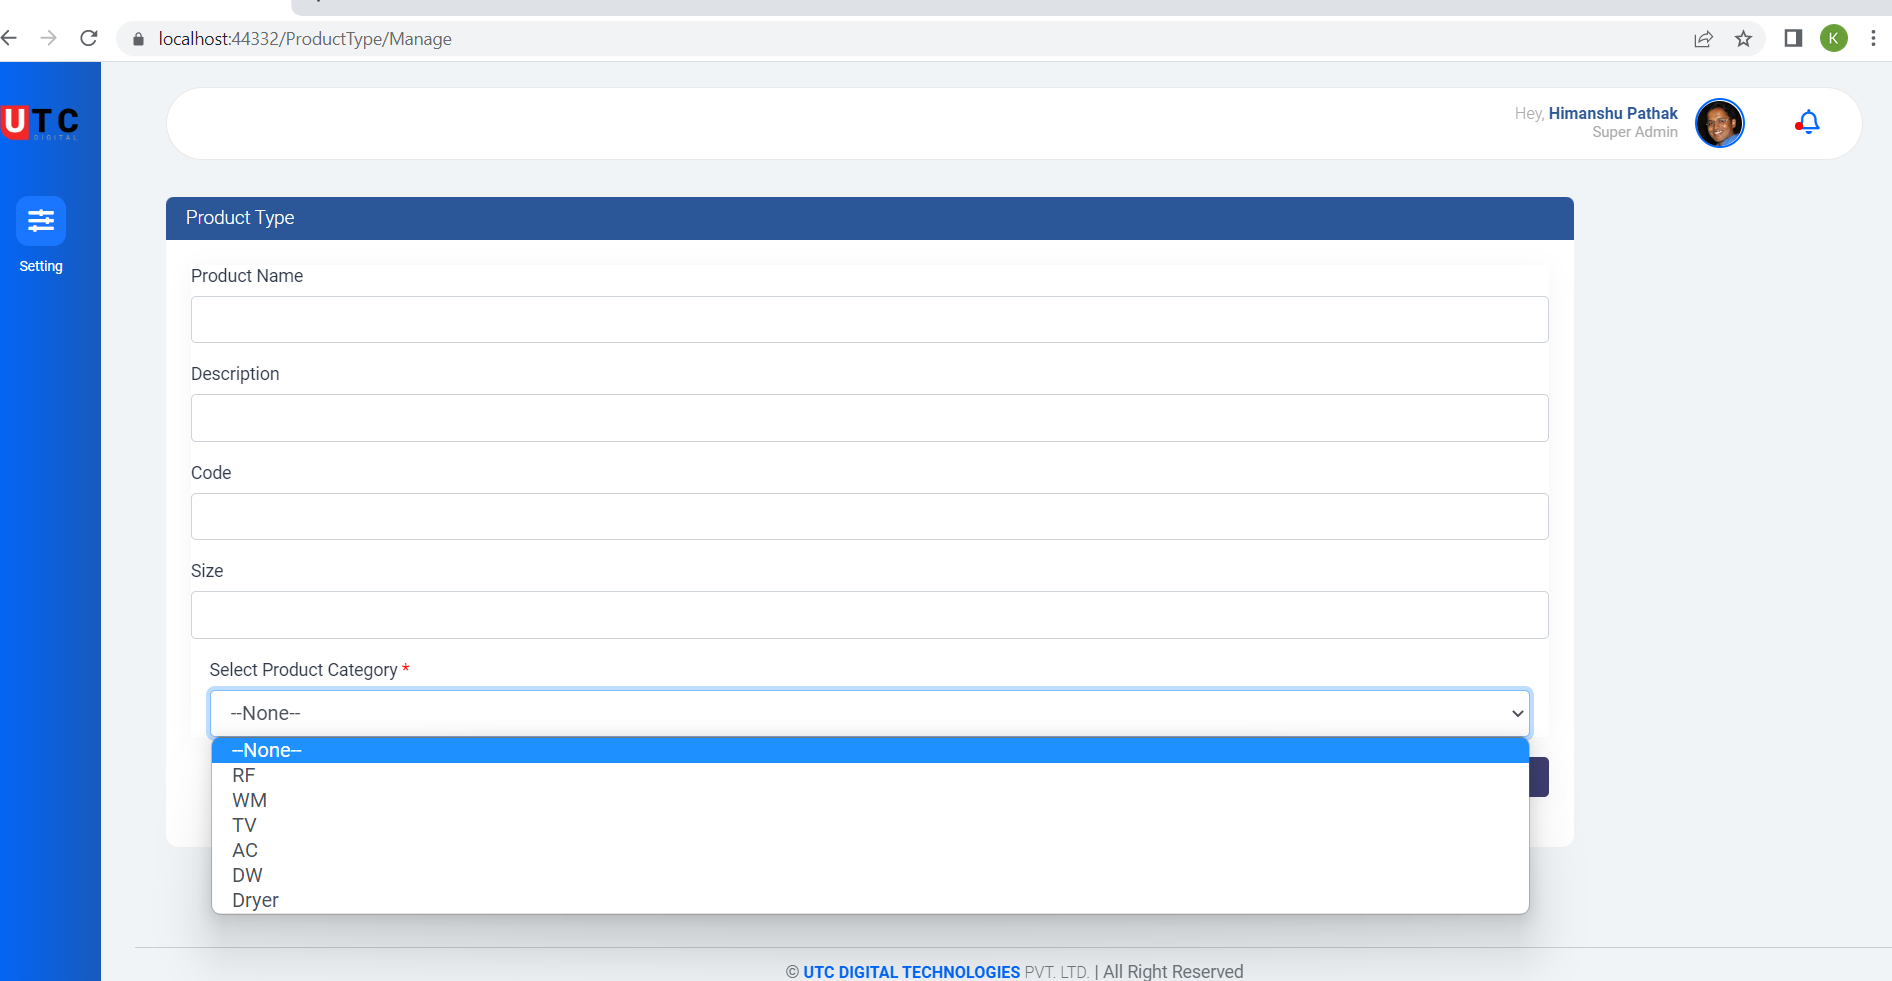 localhost:44332/ProductType/Manage
K
UTC
DIGITAL
Hey, Himanshu Pathak
Super Admin
Setting
Product Type
Product Name
Description
Code
Size
Select Product Category *
--None--
--None--
RF
WM
TV
AC
DW
Dryer
© UTC DIGITAL TECHNOLOGIES PVT. LTD. | All Right Reserved